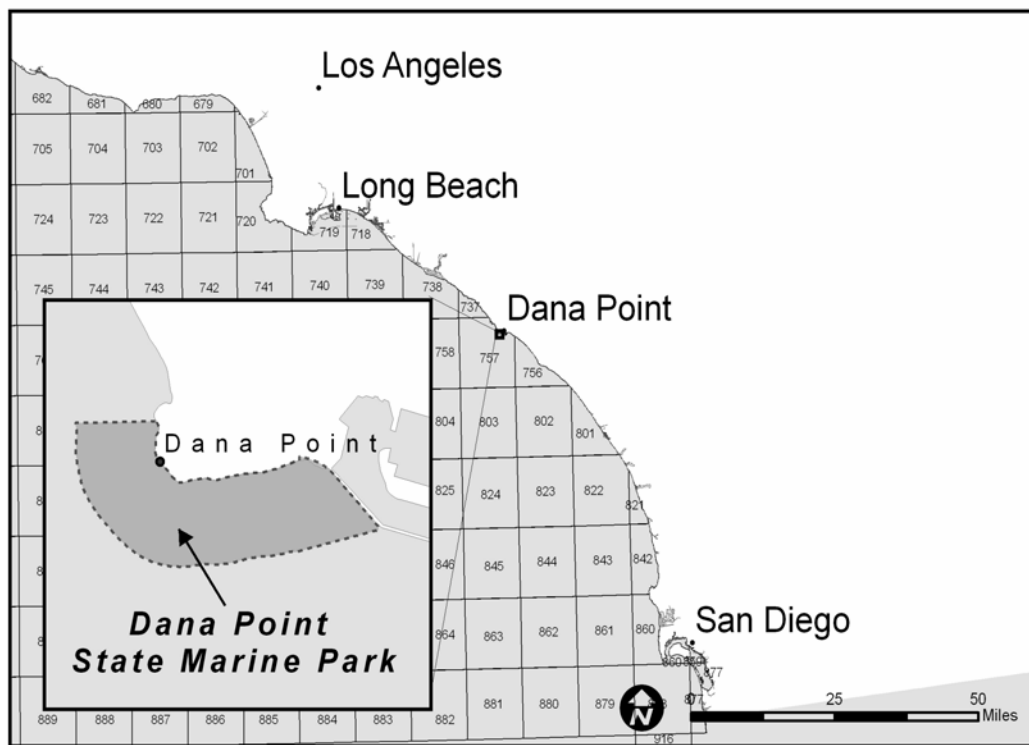 Los Angeles
682 681 680 679
705 704 703 702
701
Long Beach
724 723 722 721 720
719 718
745 744 743 742 741 740 739 738
737
Dana Point
758 757
756
804 803 802
801
Dana Point
825 824 823 822
821
846 845 844 843 842
Dana Point
State Marine Park
864 863 862 861 860
San Diego
860
877
881 880 879
877
0 25 50
Miles
N
889 888 887 886 885 884 883 882
916